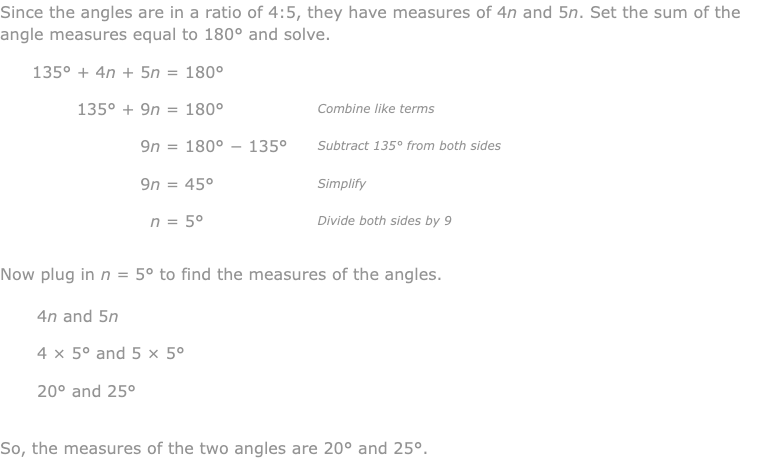 Since the angles are in a ratio of 4:5, they have measures of 4n and 5n. Set the sum of the
angle measures equal to 180° and solve.
135° + 4n + 5n = 180°
135° + 9n = 180° Combine like terms
9n = 180° − 135° Subtract 135° from both sides
9n = 45° Simplify
n = 5° Divide both sides by 9
Now plug in n = 5° to find the measures of the angles.
4n and 5n
4 × 5° and 5 × 5°
20° and 25°
So, the measures of the two angles are 20° and 25°.